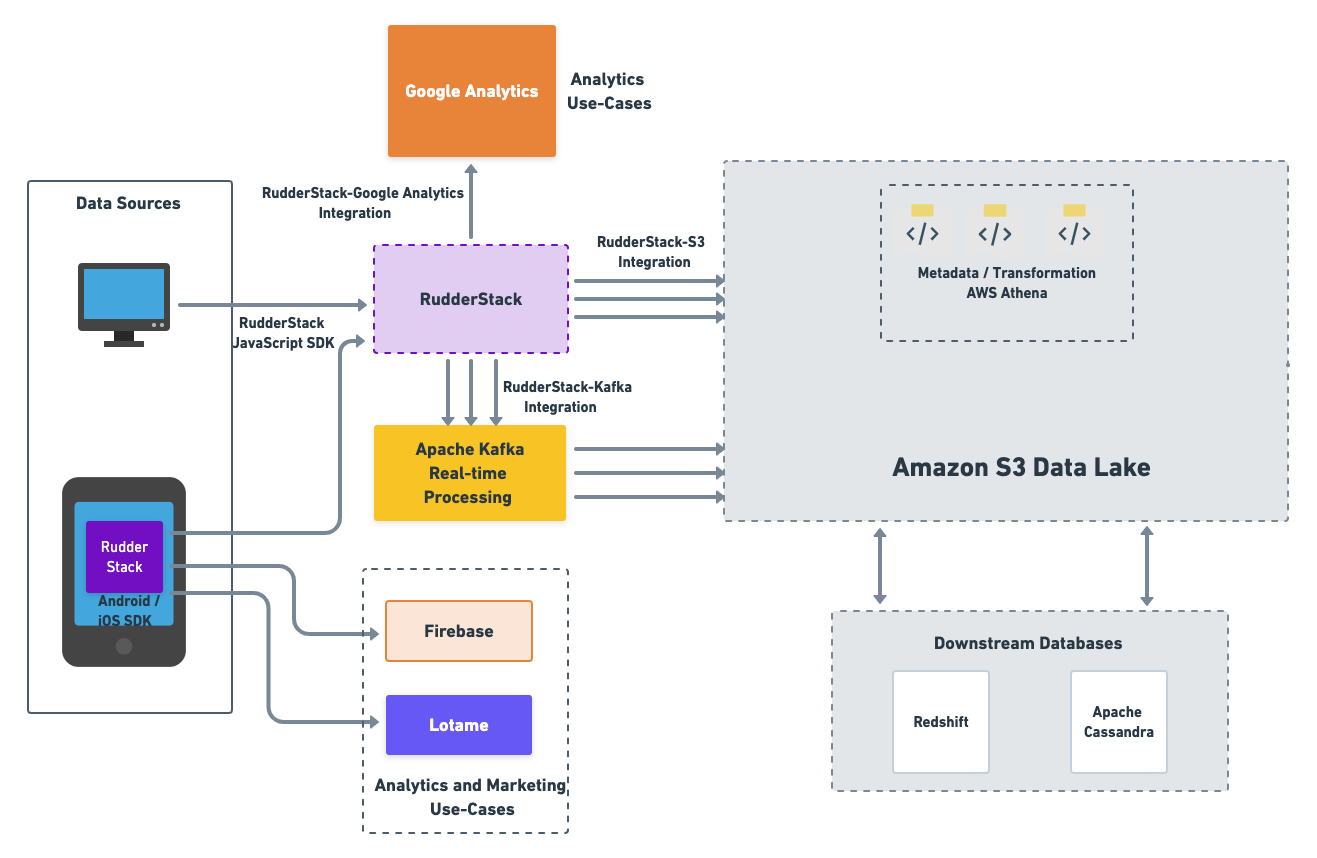 Google Analytics
Analytics
Use-Cases
Data Sources
RudderStack-Google Analytics
Integration
RudderStack
RudderStack-S3
Integration
</>
</>
</>
Metadata / Transformation
AWS Athena
RudderStack
JavaScript SDK
RudderStack-Kafka
Integration
Apache Kafka
Real-time
Processing
Amazon S3 Data Lake
Rudder
Stack
Android /
iOS SDK
Firebase
Lotame
Analytics and Marketing
Use-Cases
Downstream Databases
Redshift
Apache
Cassandra